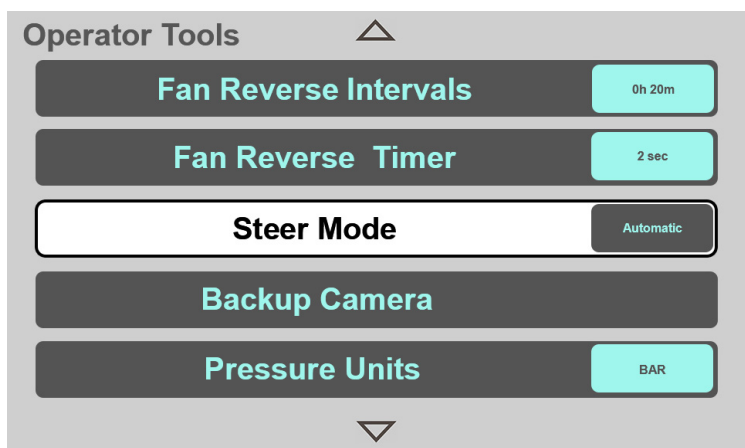 Operator Tools
Fan Reverse Intervals 0h 20m
Fan Reverse Timer 2 sec
Steer Mode Automatic
Backup Camera
Pressure Units BAR